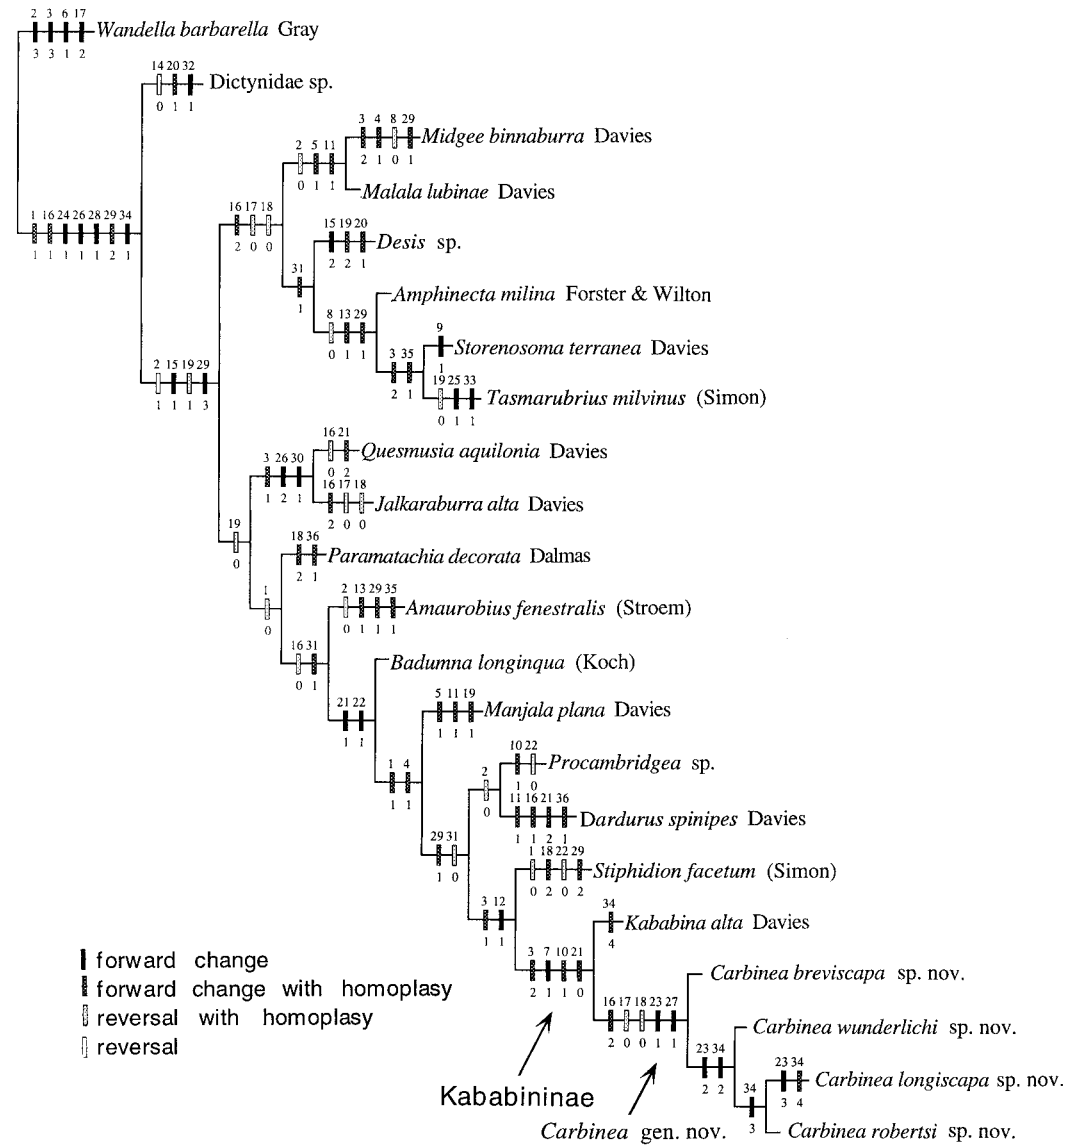 2 3 6 17
Wandella barbarella Gray
3 3 1 2
14 20 32
Dictynidae sp.
0 1 1
3 4 8 29
Midgee binnaburra Davies
2 1 0 1
2 5 11
0 1 1
Malala lubinae Davies
1 16 24 26 28 29 34
1 1 1 1 1 2 1
16 17 18
2 0 0
15 19 20
Desis sp.
2 2 1
31
1
Amphinecta milina Forster & Wilton
8 13 29
0 1 1
9
Storenosoma terranea Davies
1
3 35
2 1
19 25 33
Tasmarubrius milvinus (Simon)
0 1 1
2 15 19 29
1 1 1 3
16 21
Quesmusia aquilonia Davies
0 2
3 26 30
1 2 1
16 17 18
Jalkaraburra alta Davies
2 0 0
19
0
18 36
Paramatachia decorata Dalmas
2 1
1
0
2 13 29 35
Amaurobius fenestralis (Stroem)
0 1 1 1
16 31
0 1
Badumna longinqua (Koch)
21 22
1 1
5 11 19
Manjala plana Davies
1 1 1
1 4
1 1
10 22
Procambridgea sp.
1 0
2
0
11 16 21 36
Dardurus spinipes Davies
1 1 2 1
29 31
1 0
1 18 22 29
Stiphidion facetum (Simon)
0 2 0 2
3 12
1 1
34
Kababina alta Davies
4
3 7 10 21
2 1 1 0
Carbinea breviscapa sp. nov.
16 17 18 23 27
2 0 0 1 1
Carbinea wunderlichi sp. nov.
23 34
2 2
23 34
Carbinea longiscapa sp. nov.
3 4
34
3
Carbinea robertsi sp. nov.
forward change
forward change with homoplasy
reversal with homoplasy
reversal
Kababininae
Carbinea gen. nov.